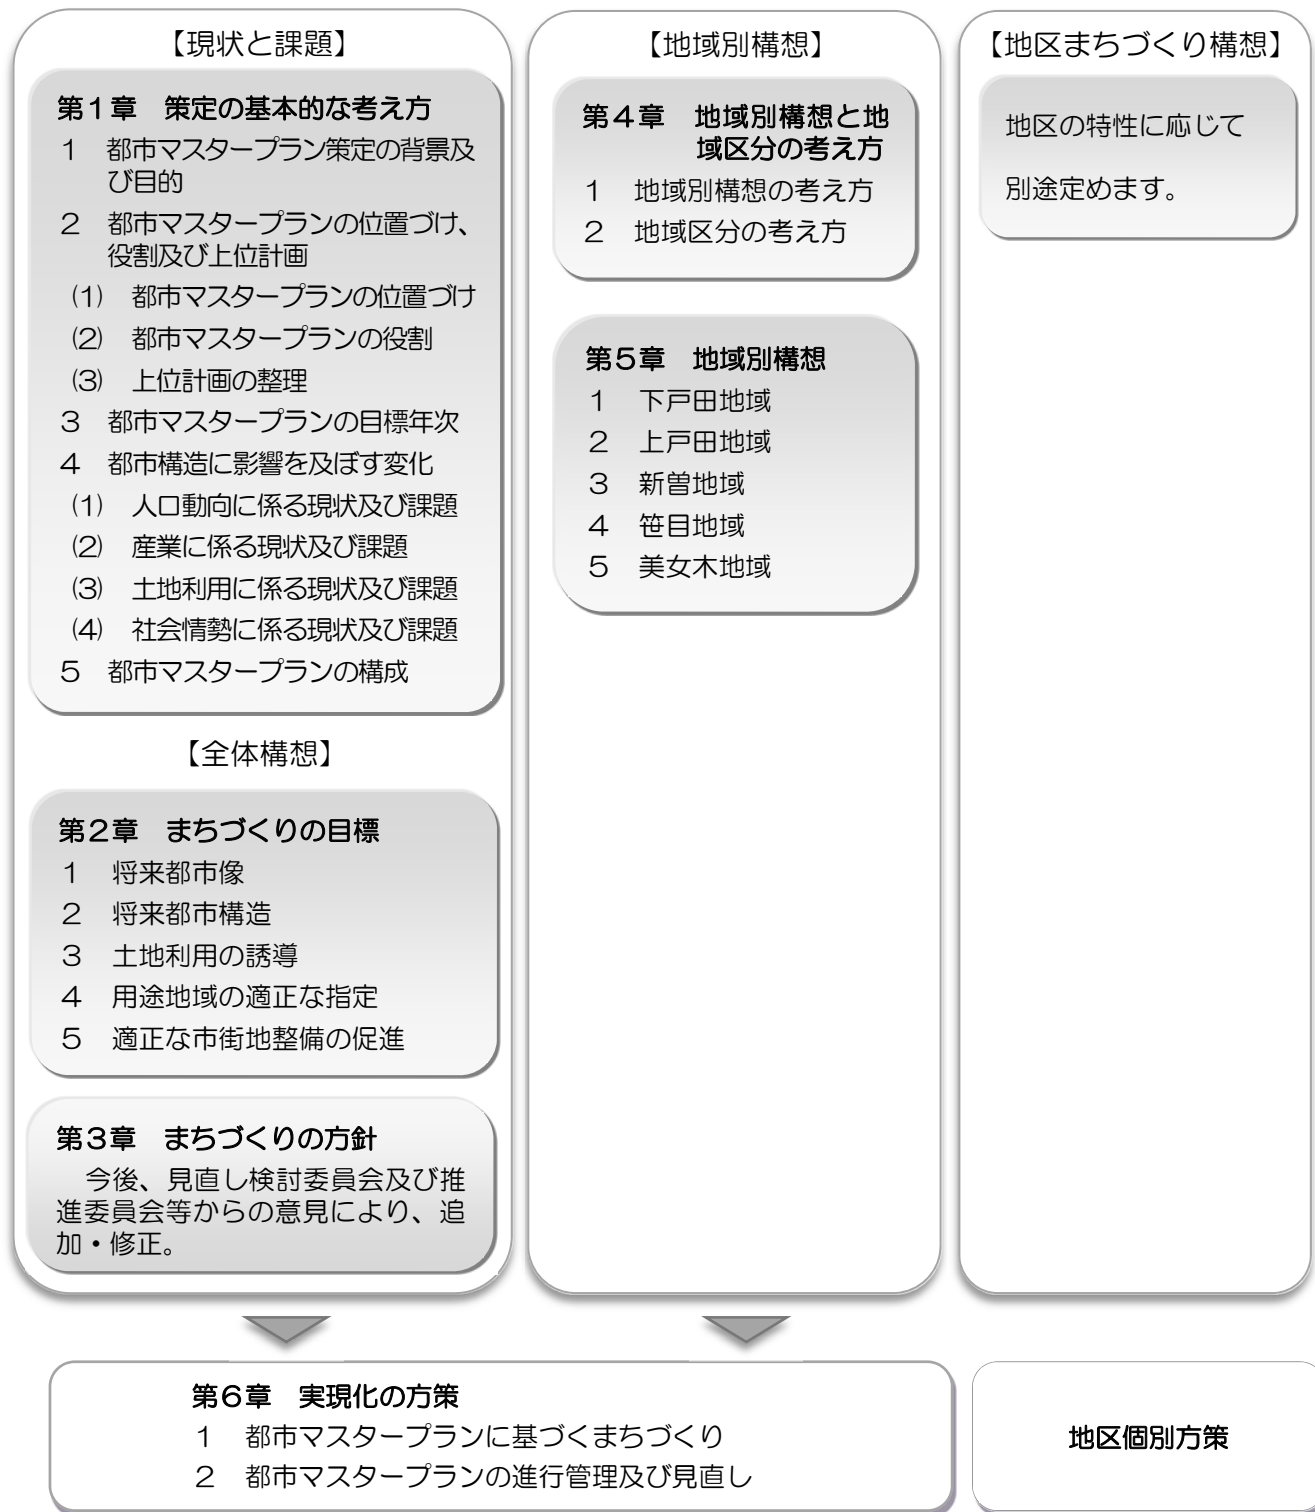 【現状と課題】
第1章　策定の基本的な考え方
1　都市マスタープラン策定の背景及
び目的
2　都市マスタープランの位置づけ、
役割及び上位計画
(1)　都市マスタープランの位置づけ
(2)　都市マスタープランの役割
(3)　上位計画の整理
3　都市マスタープランの目標年次
4　都市構造に影響を及ぼす変化
(1)　人口動向に係る現状及び課題
(2)　産業に係る現状及び課題
(3)　土地利用に係る現状及び課題
(4)　社会情勢に係る現状及び課題
5　都市マスタープランの構成
【全体構想】
第2章　まちづくりの目標
1　将来都市像
2　将来都市構造
3　土地利用の誘導
4　用途地域の適正な指定
5　適正な市街地整備の促進
第3章　まちづくりの方針
今後、見直し検討委員会及び推
進委員会等からの意見により、追
加・修正。
【地域別構想】
第4章　地域別構想と地
域区分の考え方
1　地域別構想の考え方
2　地域区分の考え方
第5章　地域別構想
1　下戸田地域
2　上戸田地域
3　新曽地域
4　笹目地域
5　美女木地域
【地区まちづくり構想】
地区の特性に応じて
別途定めます。
第6章　実現化の方策
1　都市マスタープランに基づくまちづくり
2　都市マスタープランの進行管理及び見直し
地区個別方策